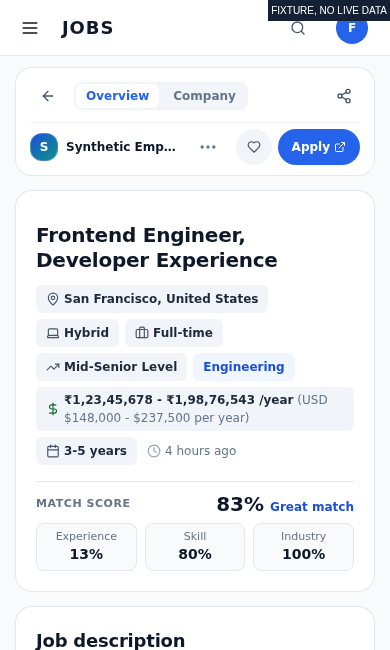 FIXTURE, NO LIVE DATA
JOBS
F
Overview
Company
S
Synthetic Emp...
Apply
Frontend Engineer,
Developer Experience
San Francisco, United States
Hybrid
Full-time
Mid-Senior Level
Engineering
₹1,23,45,678 - ₹1,98,76,543 /year (USD
$148,000 - $237,500 per year)
3-5 years
4 hours ago
MATCH SCORE
83% Great match
Experience
13%
Skill
80%
Industry
100%
Job description